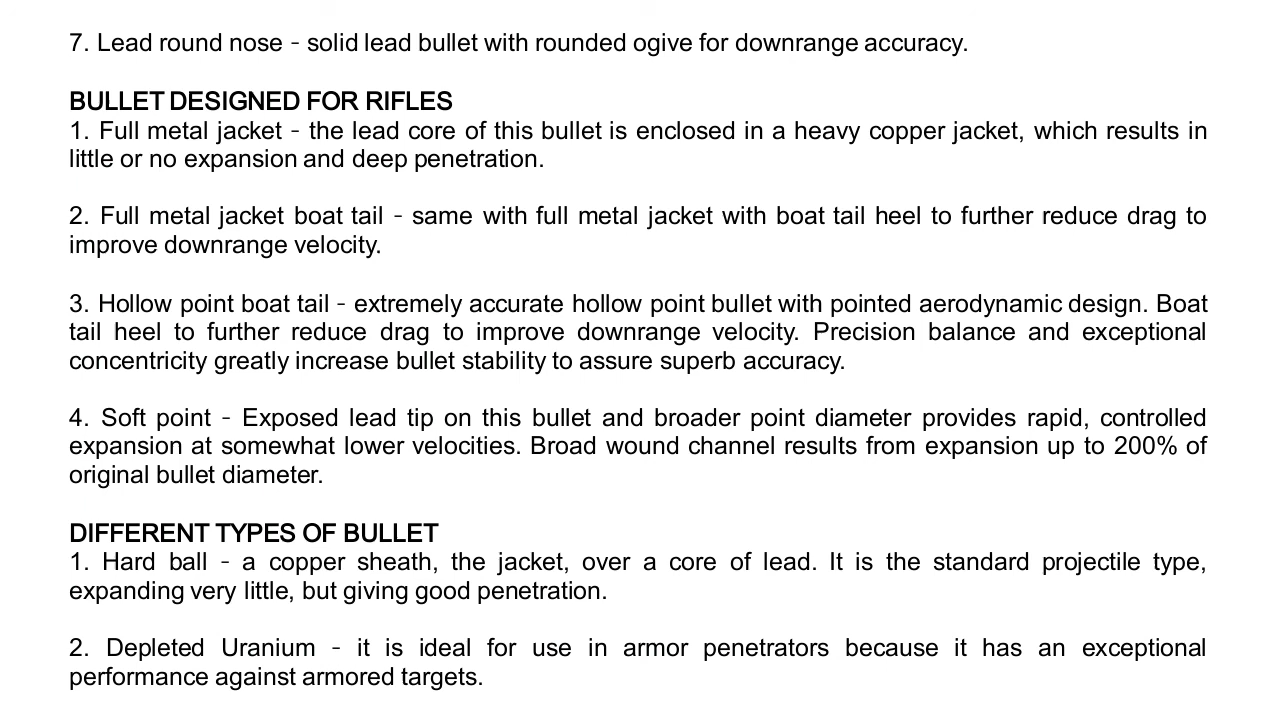 7. Lead round nose - solid lead bullet with rounded ogive for downrange accuracy.
BULLET DESIGNED FOR RIFLES
1. Full metal jacket - the lead core of this bullet is enclosed in a heavy copper jacket, which results in
little or no expansion and deep penetration.
2. Full metal jacket boat tail - same with full metal jacket with boat tail heel to further reduce drag to
improve downrange velocity.
3. Hollow point boat tail - extremely accurate hollow point bullet with pointed aerodynamic design. Boat
tail heel to further reduce drag to improve downrange velocity. Precision balance and exceptional
concentricity greatly increase bullet stability to assure superb accuracy.
4. Soft point - Exposed lead tip on this bullet and broader point diameter provides rapid, controlled
expansion at somewhat lower velocities. Broad wound channel results from expansion up to 200% of
original bullet diameter.
DIFFERENT TYPES OF BULLET
1. Hard ball - a copper sheath, the jacket, over a core of lead. It is the standard projectile type,
expanding very little, but giving good penetration.
2. Depleted Uranium - it is ideal for use in armor penetrators because it has an exceptional
performance against armored targets.